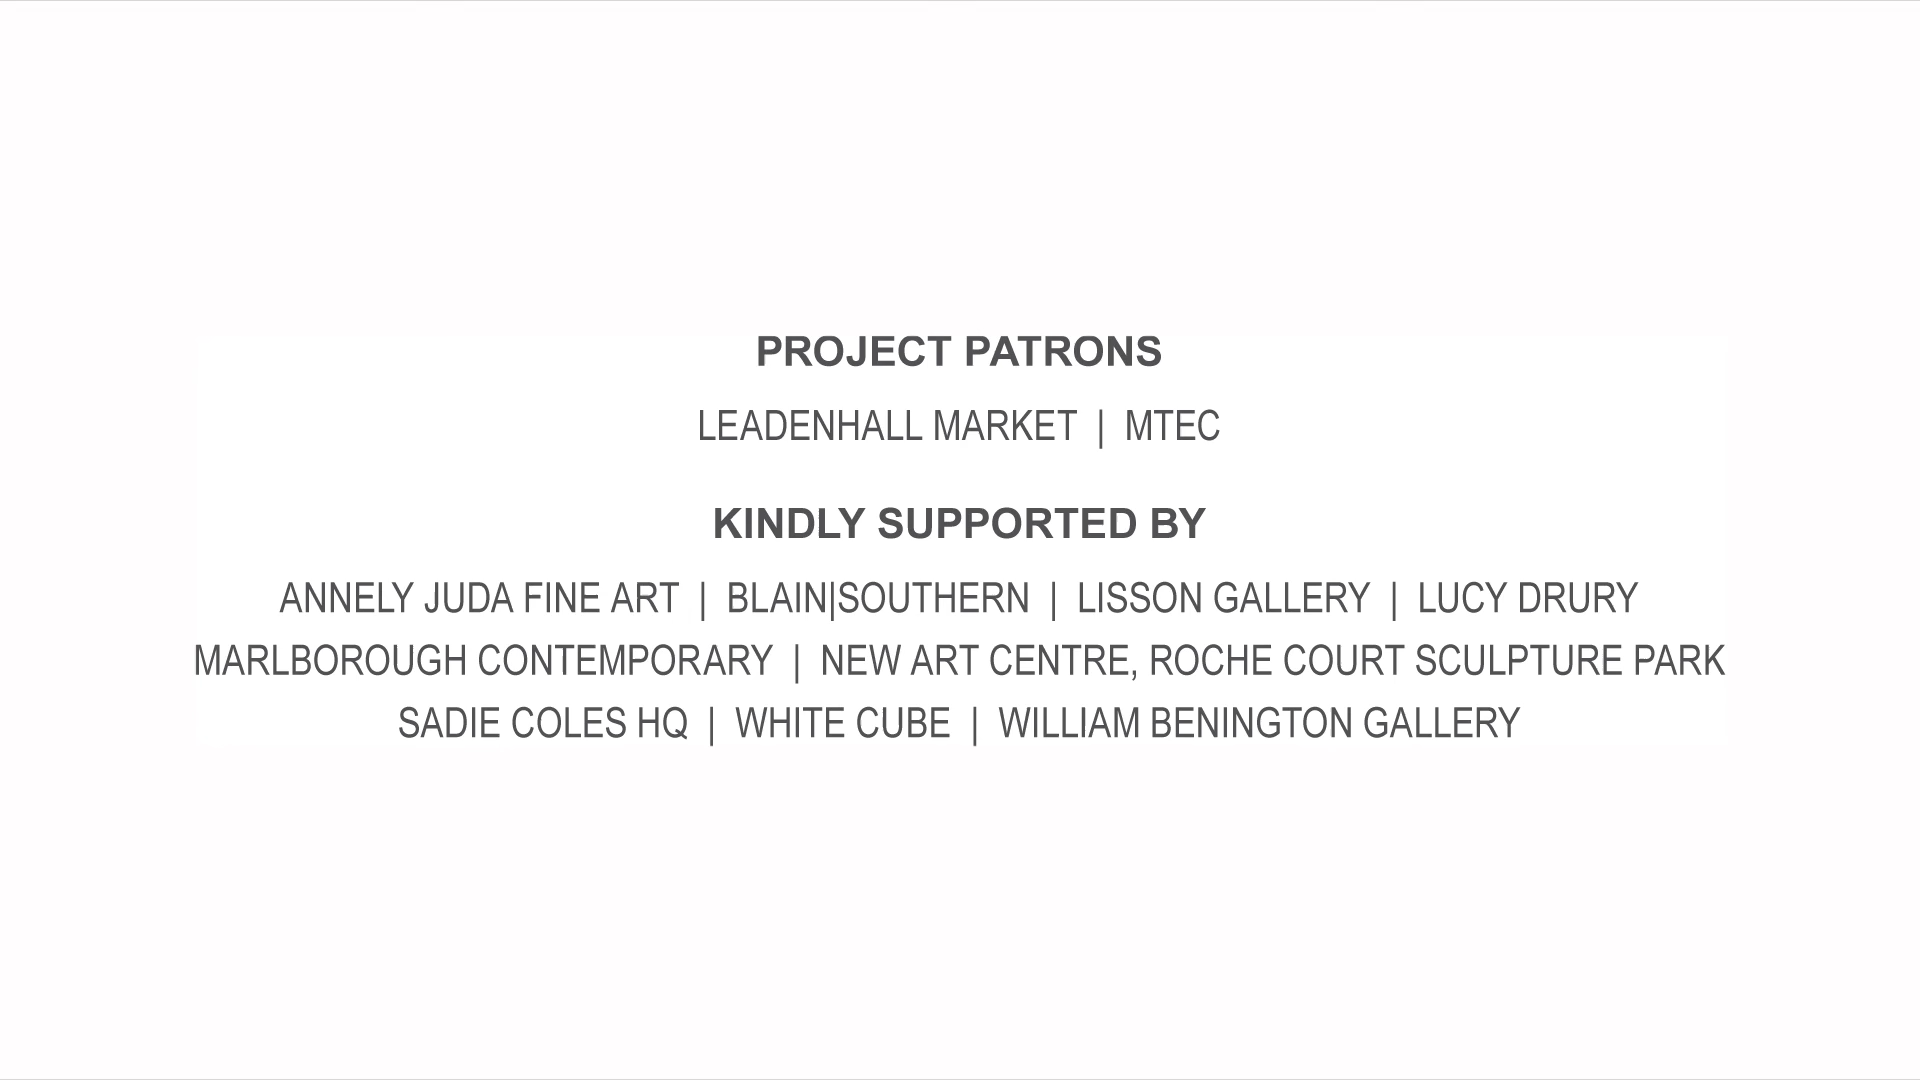 PROJECT PATRONS
LEADENHALL MARKET | MTEC
KINDLY SUPPORTED BY
ANNELY JUDA FINE ART | BLAIN|SOUTHERN | LISSON GALLERY | LUCY DRURY
MARLBOROUGH CONTEMPORARY | NEW ART CENTRE, ROCHE COURT SCULPTURE PARK
SADIE COLES HQ | WHITE CUBE | WILLIAM BENINGTON GALLERY